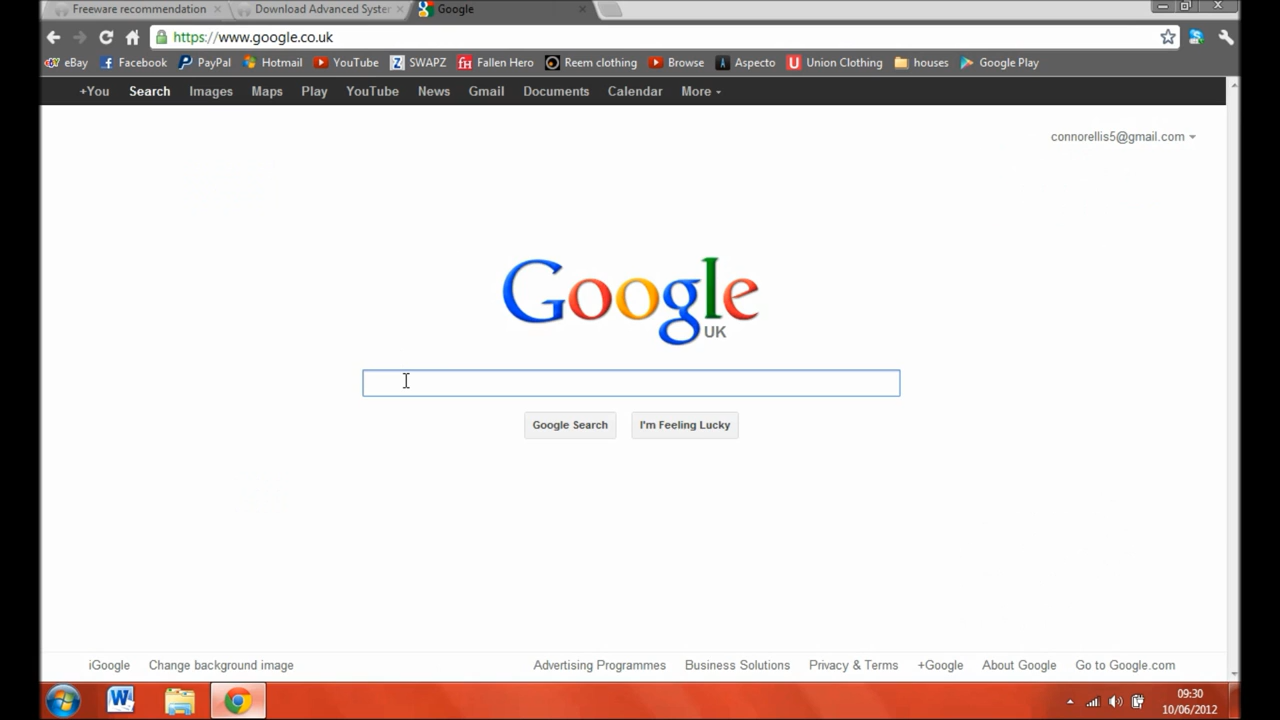 Freeware recommendation
Download Advanced System
Google
https://www.google.co.uk
eBay Facebook PayPal Hotmail YouTube SWAPZ Fallen Hero Reem clothing Browse Aspecto Union Clothing houses Google Play
+You Search Images Maps Play YouTube News Gmail Documents Calendar More
connorellis5@gmail.com
Google
UK
Google Search I'm Feeling Lucky
iGoogle Change background image Advertising Programmes Business Solutions Privacy & Terms +Google About Google Go to Google.com
09:30
10/06/2012